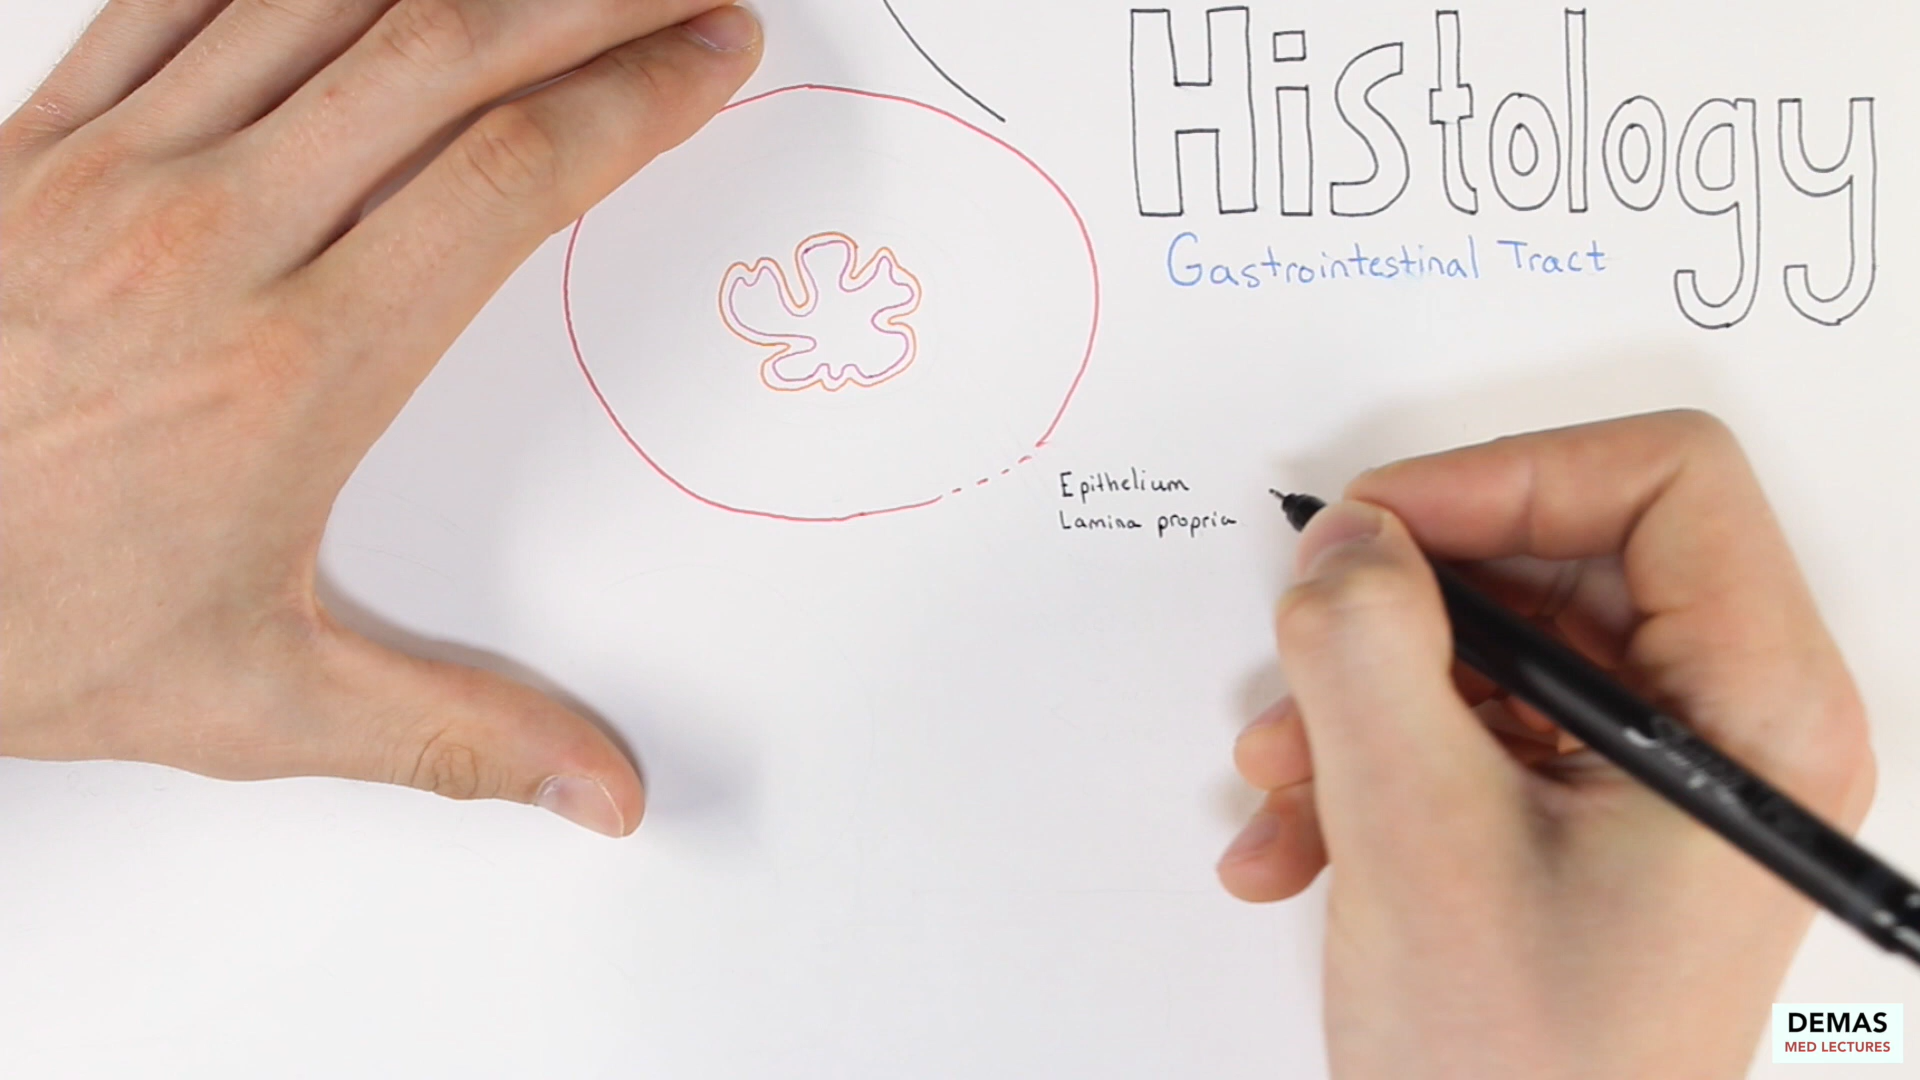 Histology
Gastrointestinal Tract
Epithelium
Lamina propria
DEMAS
MED LECTURES